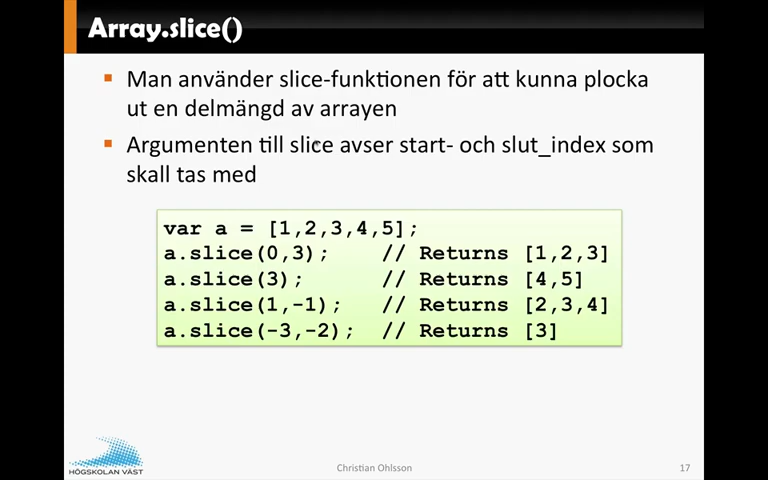 Array.slice()
Man använder slice-funktionen för att kunna plocka
ut en delmängd av arrayen
Argumenten till slice avser start- och slut_index som
skall tas med
var a = [1,2,3,4,5];
a.slice(0,3);    // Returns [1,2,3]
a.slice(3);      // Returns [4,5]
a.slice(1,-1);   // Returns [2,3,4]
a.slice(-3,-2);  // Returns [3]
HÖGSKOLAN VÄST
Christian Ohlsson
17